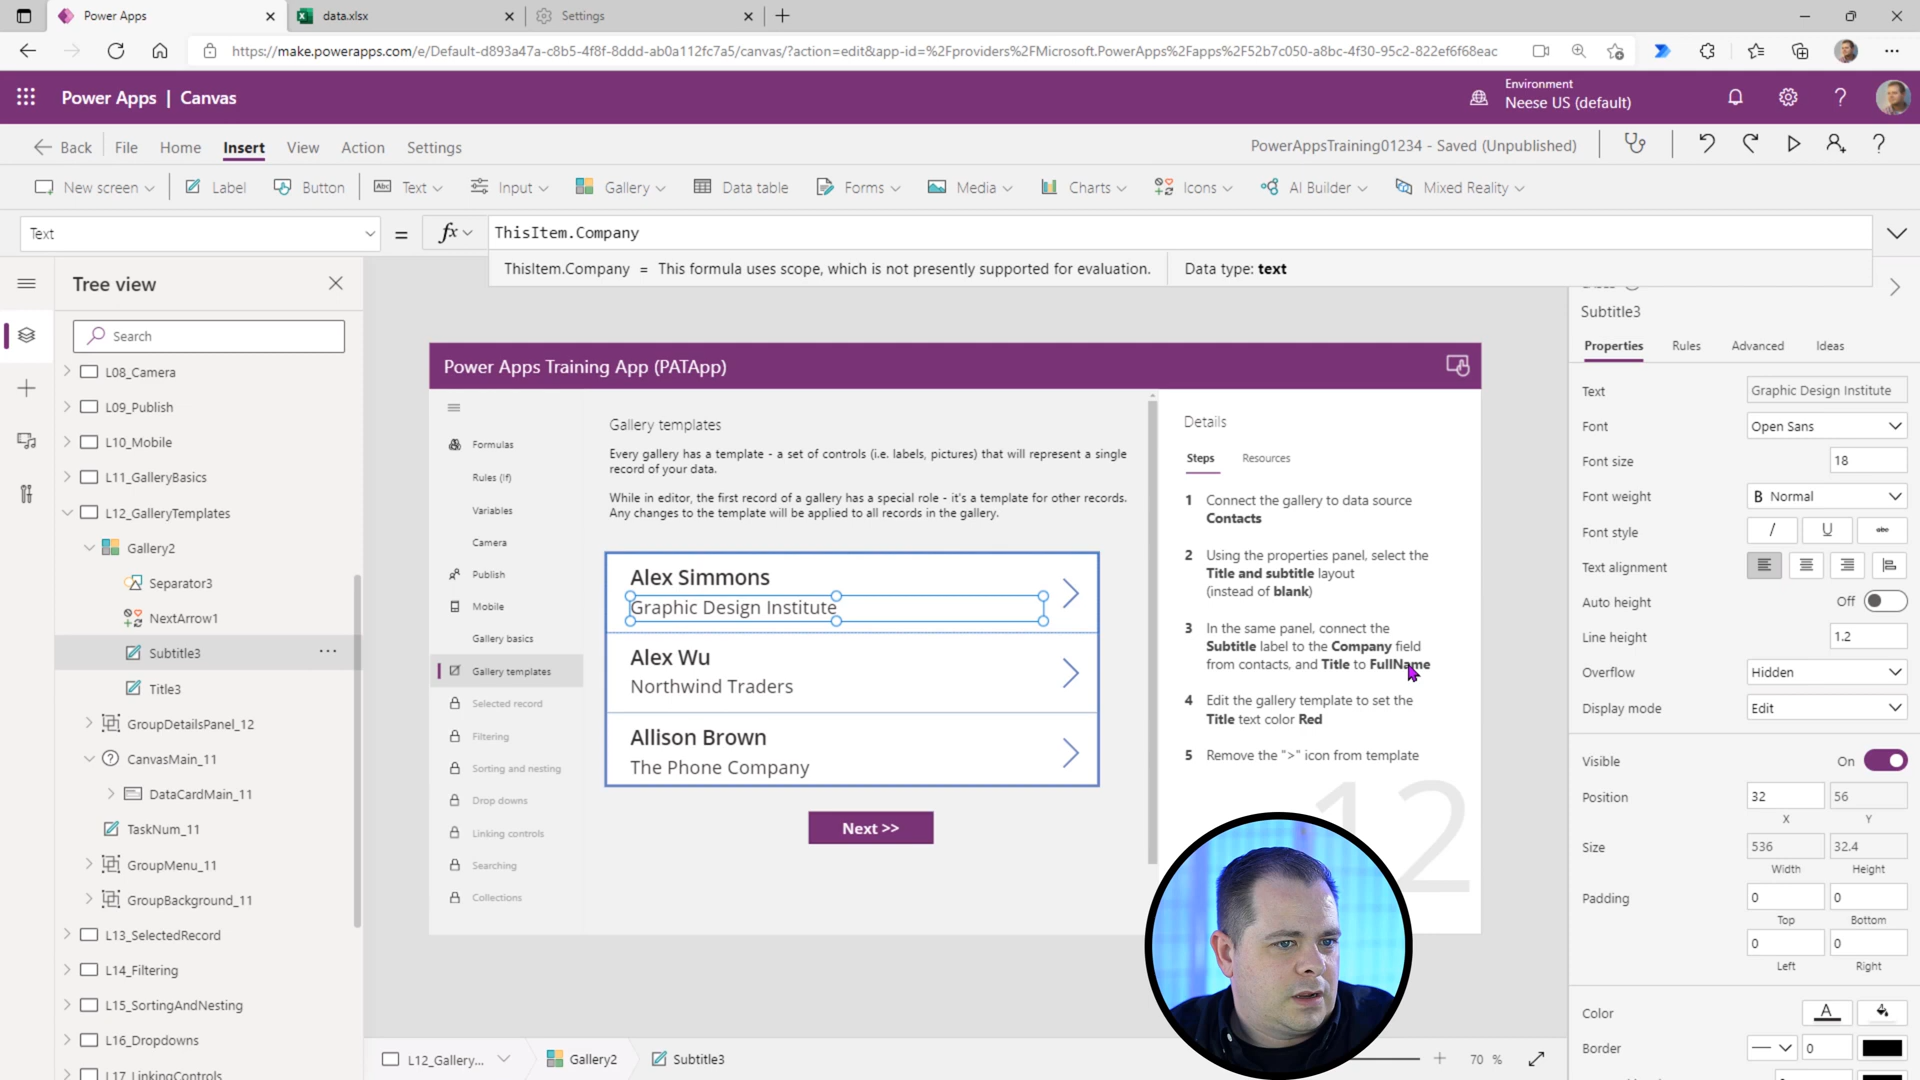 Power Apps
data.xlsx
Settings
https://make.powerapps.com/e/Default-d893a47a-c8b5-4f8f-8ddd-ab0a112fc7a5/canvas/?action=edit&app-id=%2Fproviders%2FMicrosoft.PowerApps%2Fapps%2F52b7c050-a8bc-4f30-95c2-822ef6f68eac
Power Apps | Canvas
Environment
Neese US (default)
Back
File
Home
Insert
View
Action
Settings
PowerAppsTraining01234 - Saved (Unpublished)
New screen
Label
Button
Text
Input
Gallery
Data table
Forms
Media
Charts
Icons
AI Builder
Mixed Reality
Text
=
fx
ThisItem.Company
ThisItem.Company = This formula uses scope, which is not presently supported for evaluation.
Data type: text
Tree view
Search
L08_Camera
L09_Publish
L10_Mobile
L11_GalleryBasics
L12_GalleryTemplates
Gallery2
Separator3
NextArrow1
Subtitle3
Title3
GroupDetailsPanel_12
CanvasMain_11
DataCardMain_11
TaskNum_11
GroupMenu_11
GroupBackground_11
L13_SelectedRecord
L14_Filtering
L15_SortingAndNesting
L16_Dropdowns
L17_LinkingControls
Power Apps Training App (PATApp)
Formulas
Rules (If)
Variables
Camera
Publish
Mobile
Gallery basics
Gallery templates
Selected record
Filtering
Sorting and nesting
Drop downs
Linking controls
Searching
Collections
Gallery templates
Every gallery has a template - a set of controls (i.e. labels, pictures) that will represent a single
record of your data.
While in editor, the first record of a gallery has a special role - it's a template for other records.
Any changes to the template will be applied to all records in the gallery.
Alex Simmons
Graphic Design Institute
Alex Wu
Northwind Traders
Allison Brown
The Phone Company
Next >>
Details
Steps
Resources
1 Connect the gallery to data source
Contacts
2 Using the properties panel, select the
Title and subtitle layout
(instead of blank)
3 In the same panel, connect the
Subtitle label to the Company field
from contacts, and Title to FullName
4 Edit the gallery template to set the
Title text color Red
5 Remove the ">" icon from template
12
Subtitle3
Properties
Rules
Advanced
Ideas
Text
Graphic Design Institute
Font
Open Sans
Font size
18
Font weight
B Normal
Font style
/
U
abc
Text alignment
Auto height
Off
Line height
1.2
Overflow
Hidden
Display mode
Edit
Visible
On
Position
32
56
X
Y
Size
536
32.4
Width
Height
Padding
0
0
Top
Bottom
0
0
Left
Right
Color
A
Border
0
L12_Gallery...
Gallery2
Subtitle3
70 %